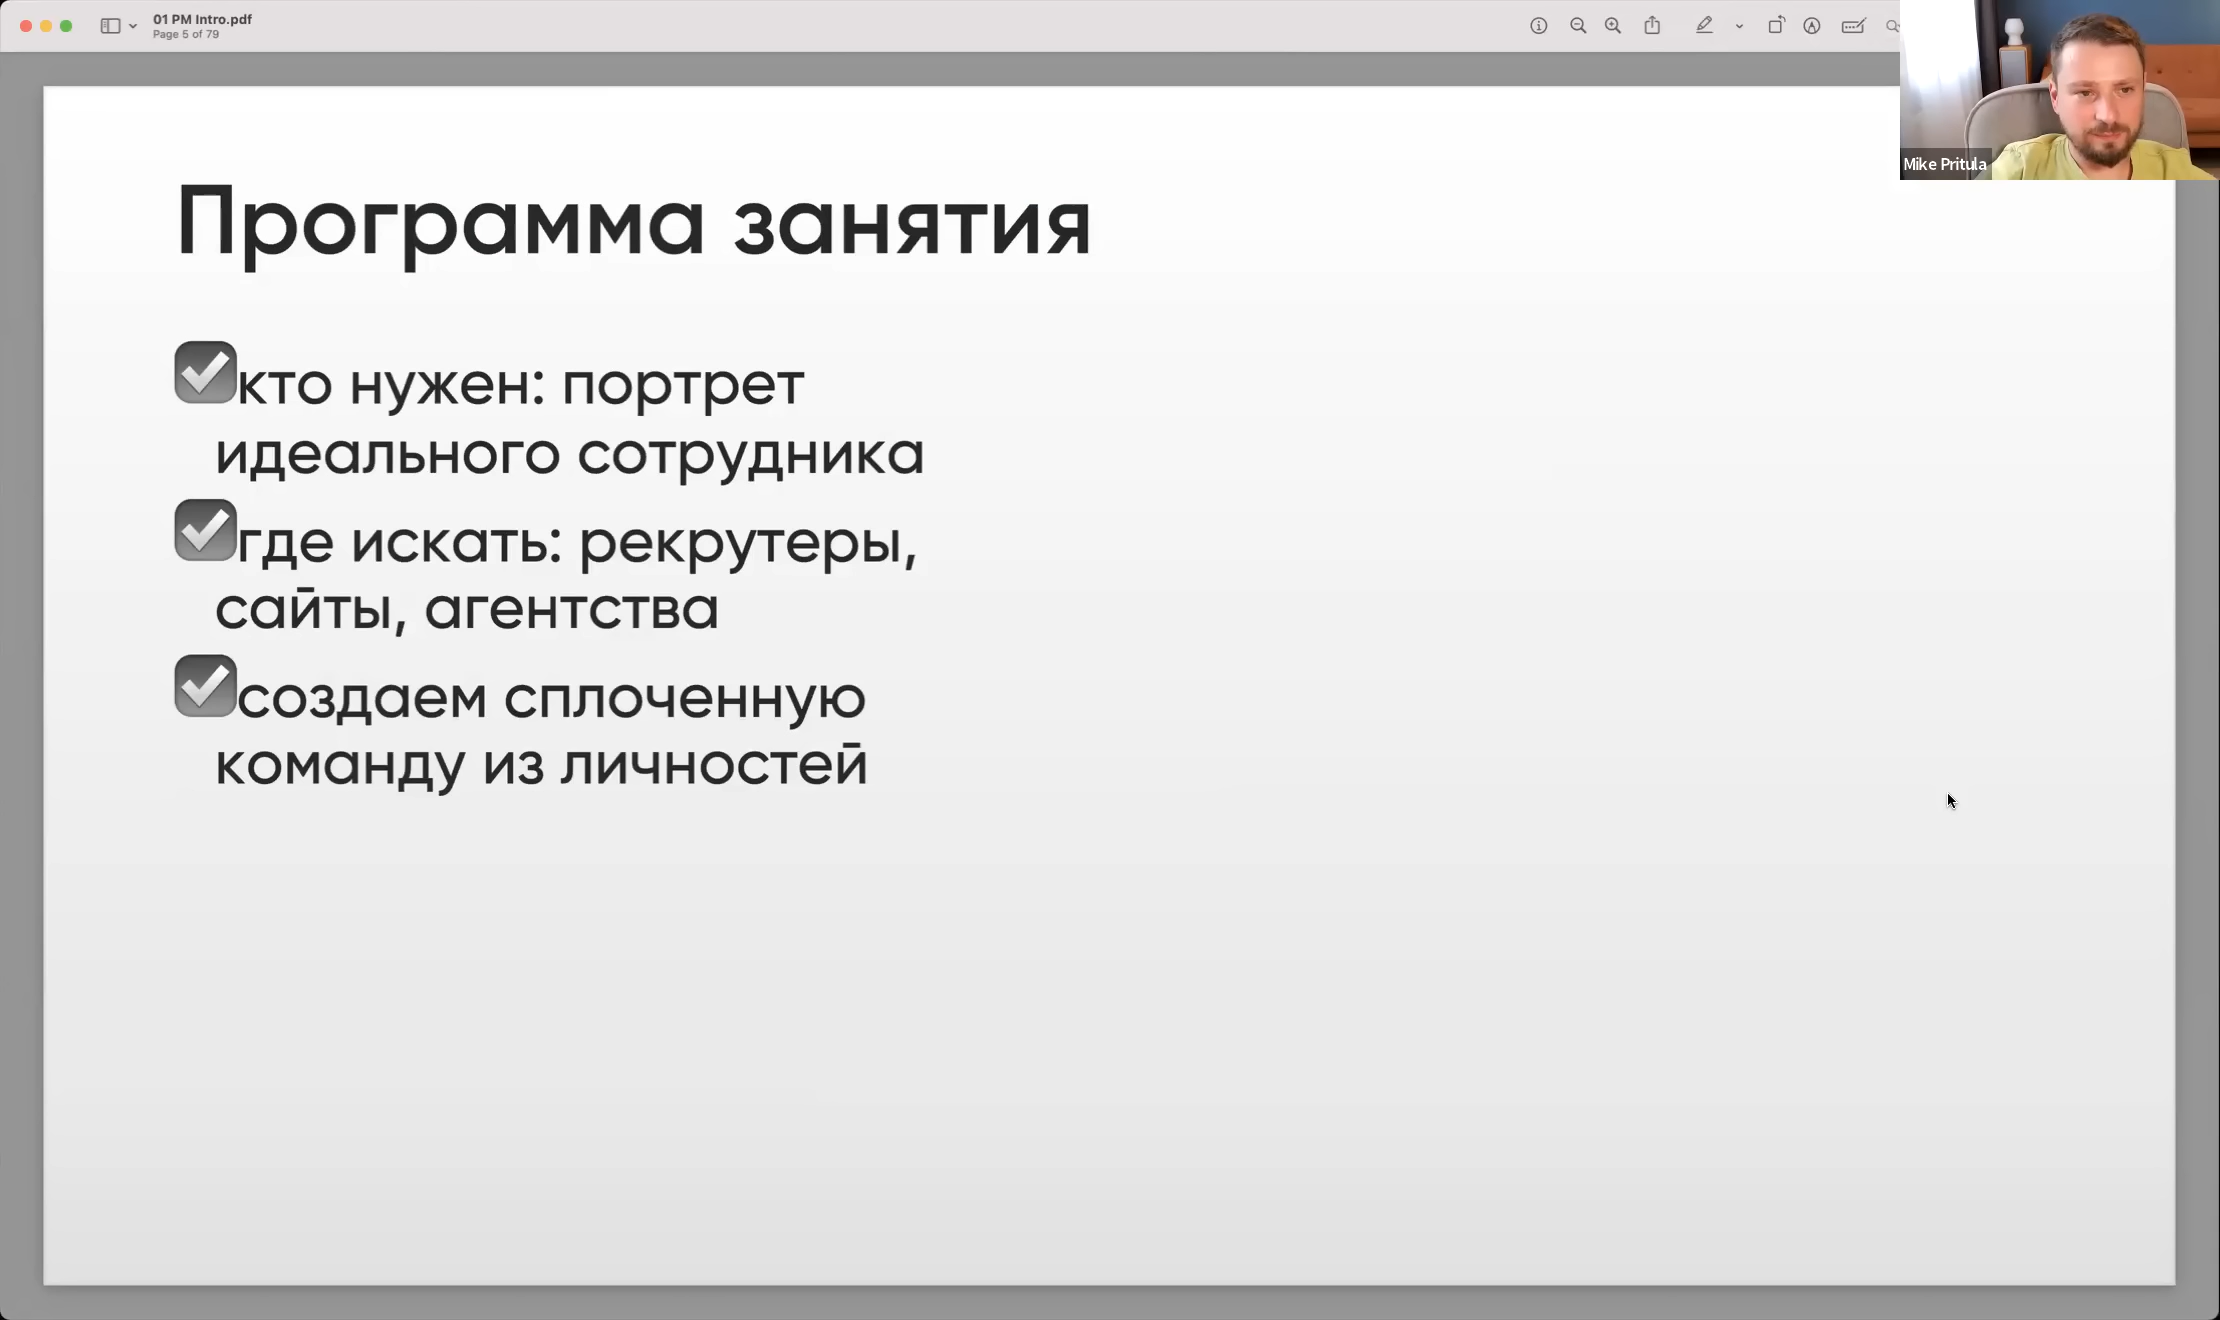 01 PM Intro.pdf
Page 5 of 79
Mike Pritula
Программа занятия
кто нужен: портрет
идеального сотрудника
где искать: рекрутеры,
сайты, агентства
создаем сплоченную
команду из личностей